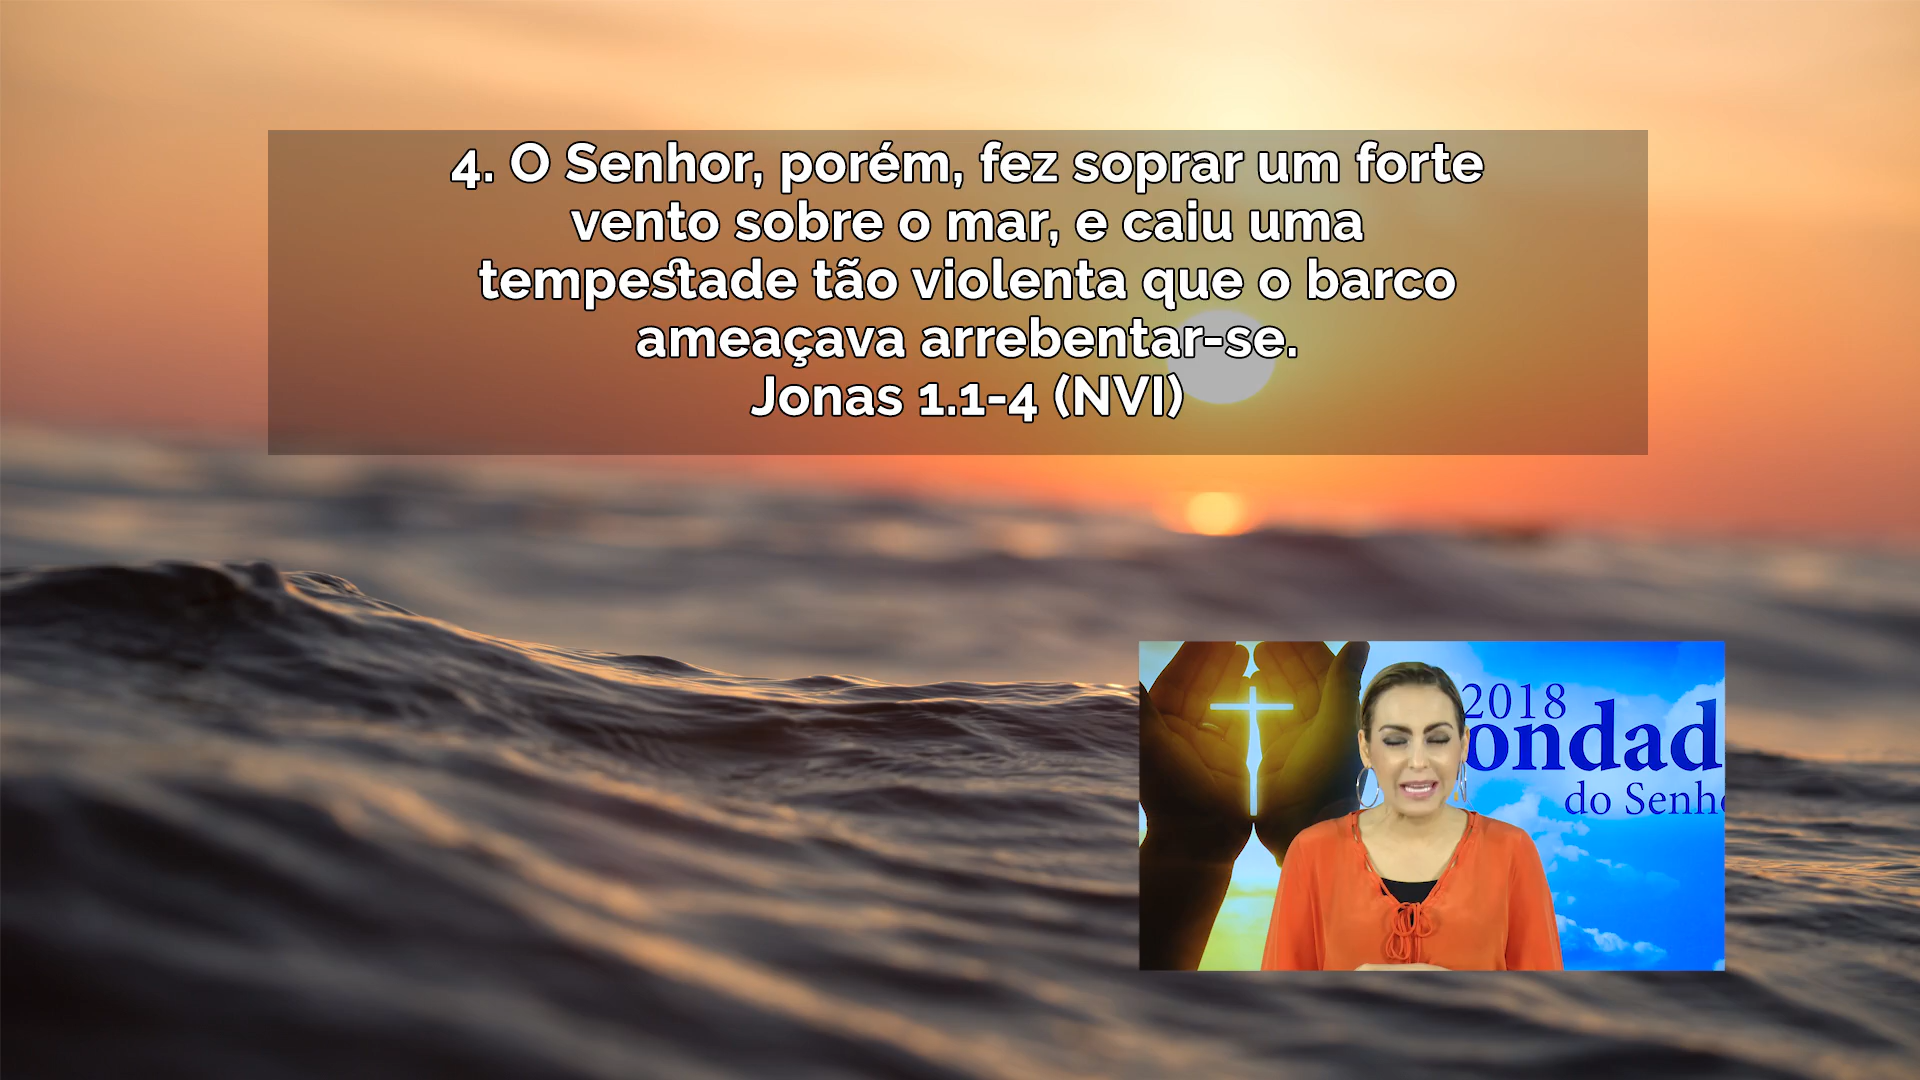 4. O Senhor, porém, fez soprar um forte
vento sobre o mar, e caiu uma
tempestade tão violenta que o barco
ameaçava arrebentar-se.
Jonas 1.1-4 (NVI)
2018
ondad
do Senho